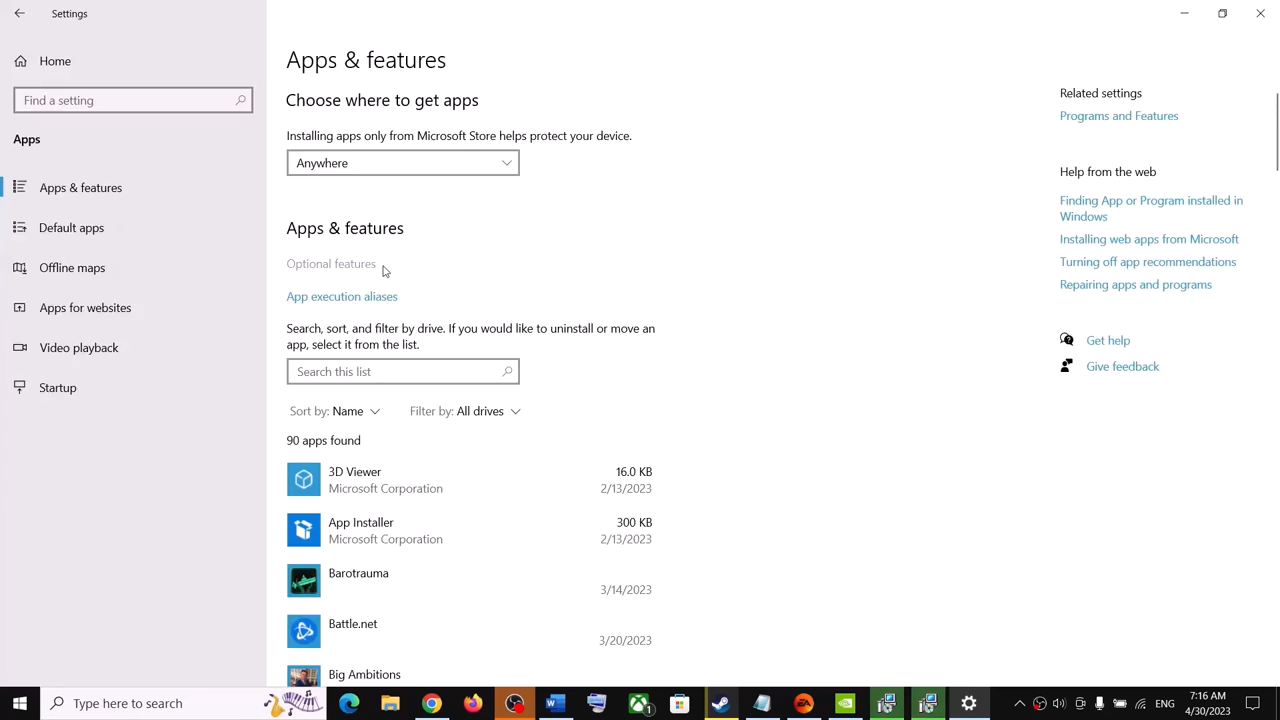 Settings
Home
Find a setting
Apps
Apps & features
Default apps
Offline maps
Apps for websites
Video playback
Startup
Apps & features
Choose where to get apps
Installing apps only from Microsoft Store helps protect your device.
Anywhere
Apps & features
Optional features
App execution aliases
Search, sort, and filter by drive. If you would like to uninstall or move an
app, select it from the list.
Search this list
Sort by: Name
Filter by: All drives
90 apps found
3D Viewer 16.0 KB
Microsoft Corporation 2/13/2023
App Installer 300 KB
Microsoft Corporation 2/13/2023
Barotrauma
3/14/2023
Battle.net
3/20/2023
Big Ambitions
Related settings
Programs and Features
Help from the web
Finding App or Program installed in
Windows
Installing web apps from Microsoft
Turning off app recommendations
Repairing apps and programs
Get help
Give feedback
Type here to search
1
EA
ENG
7:16 AM
4/30/2023